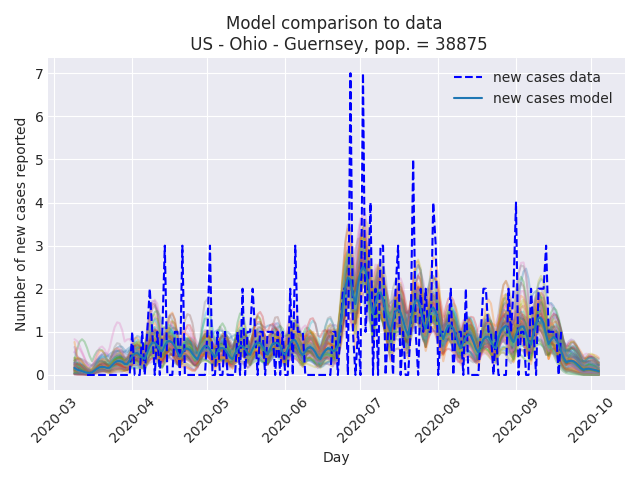 Model comparison to data
US - Ohio - Guernsey, pop. = 38875
new cases data
new cases model
Number of new cases reported
7
6
5
4
3
2
1
0
2020-03
2020-04
2020-05
2020-06
2020-07
2020-08
2020-09
2020-10
Day